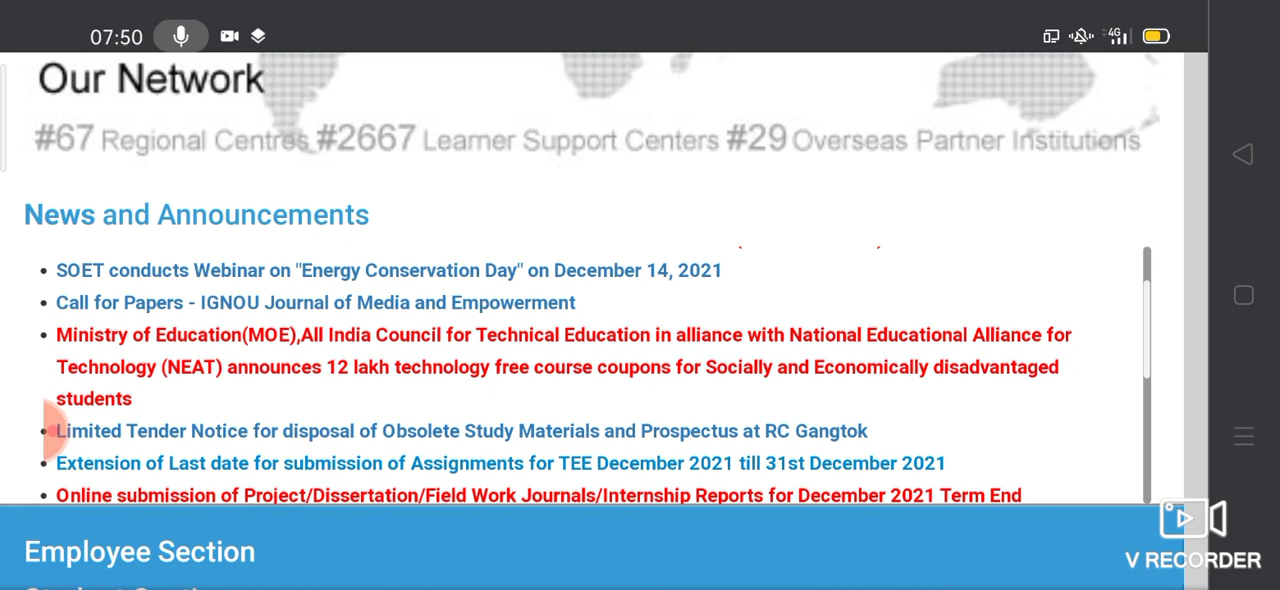 07:50
4G
Our Network
#67 Regional Centres #2667 Learner Support Centers #29 Overseas Partner Institutions
News and Announcements
SOET conducts Webinar on "Energy Conservation Day" on December 14, 2021
Call for Papers - IGNOU Journal of Media and Empowerment
Ministry of Education(MOE),All India Council for Technical Education in alliance with National Educational Alliance for
Technology (NEAT) announces 12 lakh technology free course coupons for Socially and Economically disadvantaged
students
Limited Tender Notice for disposal of Obsolete Study Materials and Prospectus at RC Gangtok
Extension of Last date for submission of Assignments for TEE December 2021 till 31st December 2021
Online submission of Project/Dissertation/Field Work Journals/Internship Reports for December 2021 Term End
Employee Section
V RECORDER